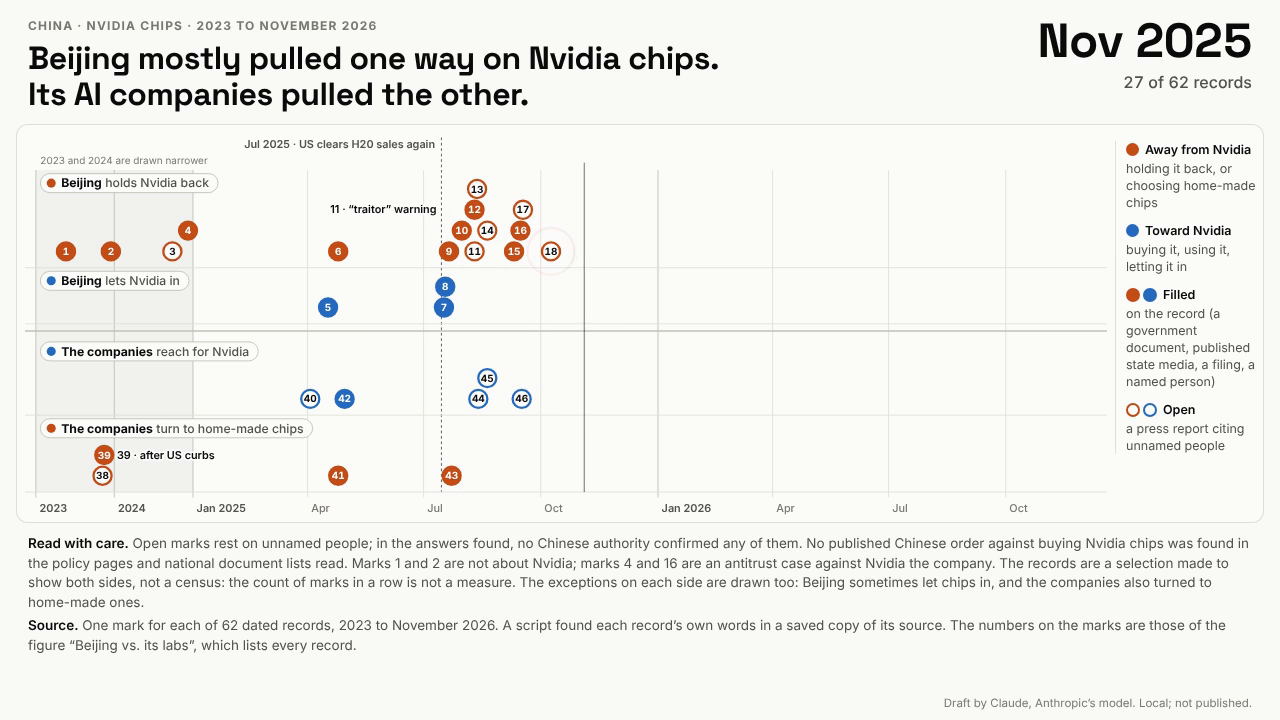 CHINA · NVIDIA CHIPS · 2023 TO NOVEMBER 2026
Beijing mostly pulled one way on Nvidia chips.
Its AI companies pulled the other.
Nov 2025
27 of 62 records
Jul 2025 · US clears H20 sales again
2023 and 2024 are drawn narrower
Beijing holds Nvidia back
13
11 · “traitor” warning
12
17
4
10
14
16
1
2
3
6
9
11
15
18
Beijing lets Nvidia in
8
5
7
The companies reach for Nvidia
45
40
42
44
46
The companies turn to home-made chips
39
39 · after US curbs
38
41
43
2023
2024
Jan 2025
Apr
Jul
Oct
Jan 2026
Apr
Jul
Oct
Away from Nvidia
holding it back, or
choosing home-made
chips
Toward Nvidia
buying it, using it,
letting it in
Filled
on the record (a
government
document, published
state media, a filing, a
named person)
Open
a press report citing
unnamed people
Read with care. Open marks rest on unnamed people; in the answers found, no Chinese authority confirmed any of them. No published Chinese order against buying Nvidia chips was found in
the policy pages and national document lists read. Marks 1 and 2 are not about Nvidia; marks 4 and 16 are an antitrust case against Nvidia the company. The records are a selection made to
show both sides, not a census: the count of marks in a row is not a measure. The exceptions on each side are drawn too: Beijing sometimes let chips in, and the companies also turned to
home-made ones.
Source. One mark for each of 62 dated records, 2023 to November 2026. A script found each record’s own words in a saved copy of its source. The numbers on the marks are those of the
figure “Beijing vs. its labs”, which lists every record.
Draft by Claude, Anthropic’s model. Local; not published.